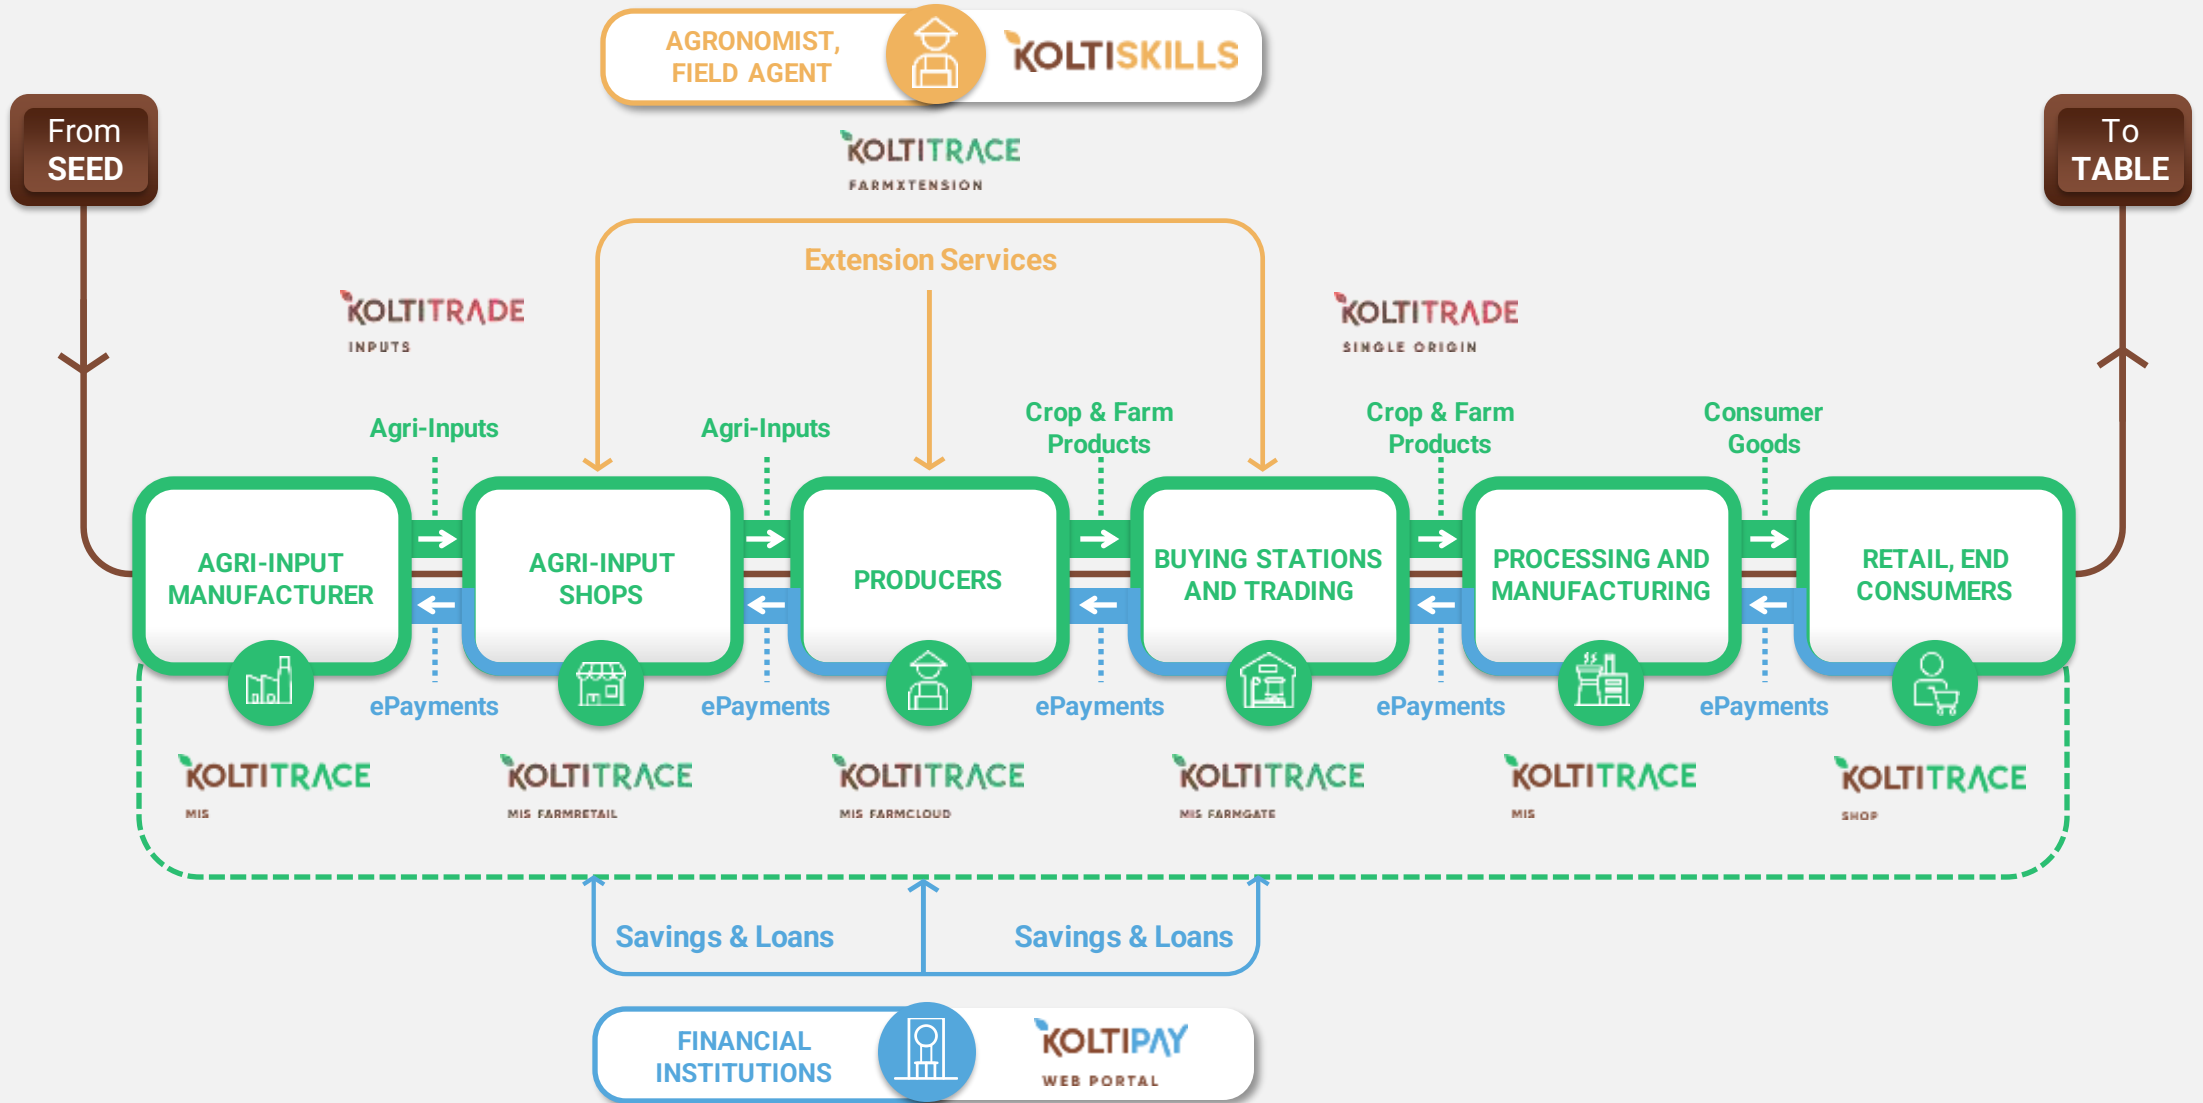 AGRONOMIST,
FIELD AGENT
KOLTISKILLS
From
SEED
To
TABLE
KOLTITRACE
FARMXTENSION
Extension Services
KOLTITRADE
INPUTS
KOLTITRADE
SINGLE ORIGIN
Agri-Inputs
Agri-Inputs
Crop & Farm
Products
Crop & Farm
Products
Consumer
Goods
AGRI-INPUT
MANUFACTURER
AGRI-INPUT
SHOPS
PRODUCERS
BUYING STATIONS
AND TRADING
PROCESSING AND
MANUFACTURING
RETAIL, END
CONSUMERS
ePayments
ePayments
ePayments
ePayments
ePayments
KOLTITRACE
MIS
KOLTITRACE
MIS FARMRETAIL
KOLTITRACE
MIS FARMCLOUD
KOLTITRACE
MIS FARMGATE
KOLTITRACE
MIS
KOLTITRACE
SHOP
Savings & Loans
Savings & Loans
FINANCIAL
INSTITUTIONS
KOLTIPAY
WEB PORTAL